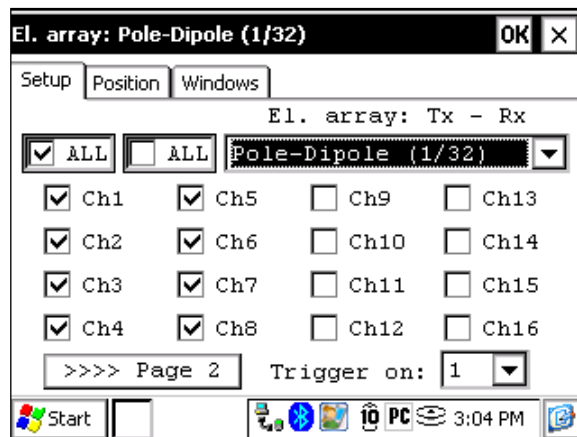 El. array: Pole-Dipole (1/32) OK
Setup Position Windows
El. array: Tx - Rx
ALL ALL Pole-Dipole (1/32)
Ch1 Ch5 Ch9 Ch13
Ch2 Ch6 Ch10 Ch14
Ch3 Ch7 Ch11 Ch15
Ch4 Ch8 Ch12 Ch16
>>>> Page 2 Trigger on: 1
Start PC 3:04 PM